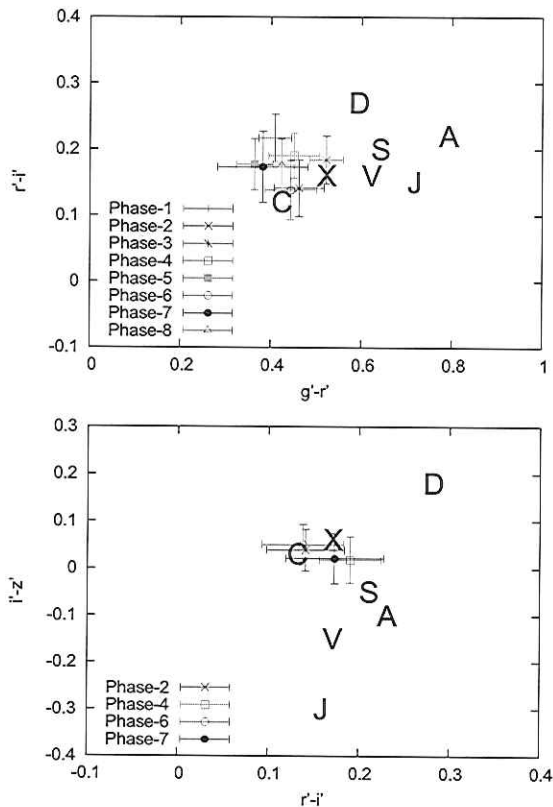 0.4
D
A
0.3
S
X V J
0.2
C
r'-i'
0.1
Phase-1
Phase-2
Phase-3
0
Phase-4
Phase-5
Phase-6
Phase-7
Phase-8
-0.1
0 0.2 0.4 0.6 0.8 1
g'-r'
0.3
0.2
D
0.1
X
C
i'-z'
0
S
A
-0.1
V
-0.2
J
-0.3
Phase-2
Phase-4
Phase-6
Phase-7
-0.4
-0.1 0 0.1 0.2 0.3 0.4
r'-i'